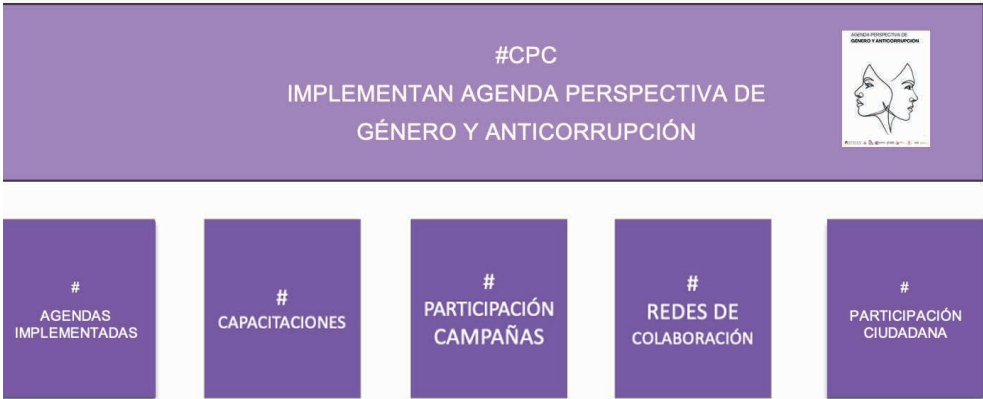 #CPC
IMPLEMENTAN AGENDA PERSPECTIVA DE
GÉNERO Y ANTICORRUPCIÓN
AGENDA PERSPECTIVA DE
GÉNERO Y ANTICORRUPCIÓN
#
AGENDAS
IMPLEMENTADAS
#
CAPACITACIONES
#
PARTICIPACIÓN
CAMPAÑAS
#
REDES DE
COLABORACIÓN
#
PARTICIPACIÓN
CIUDADANA